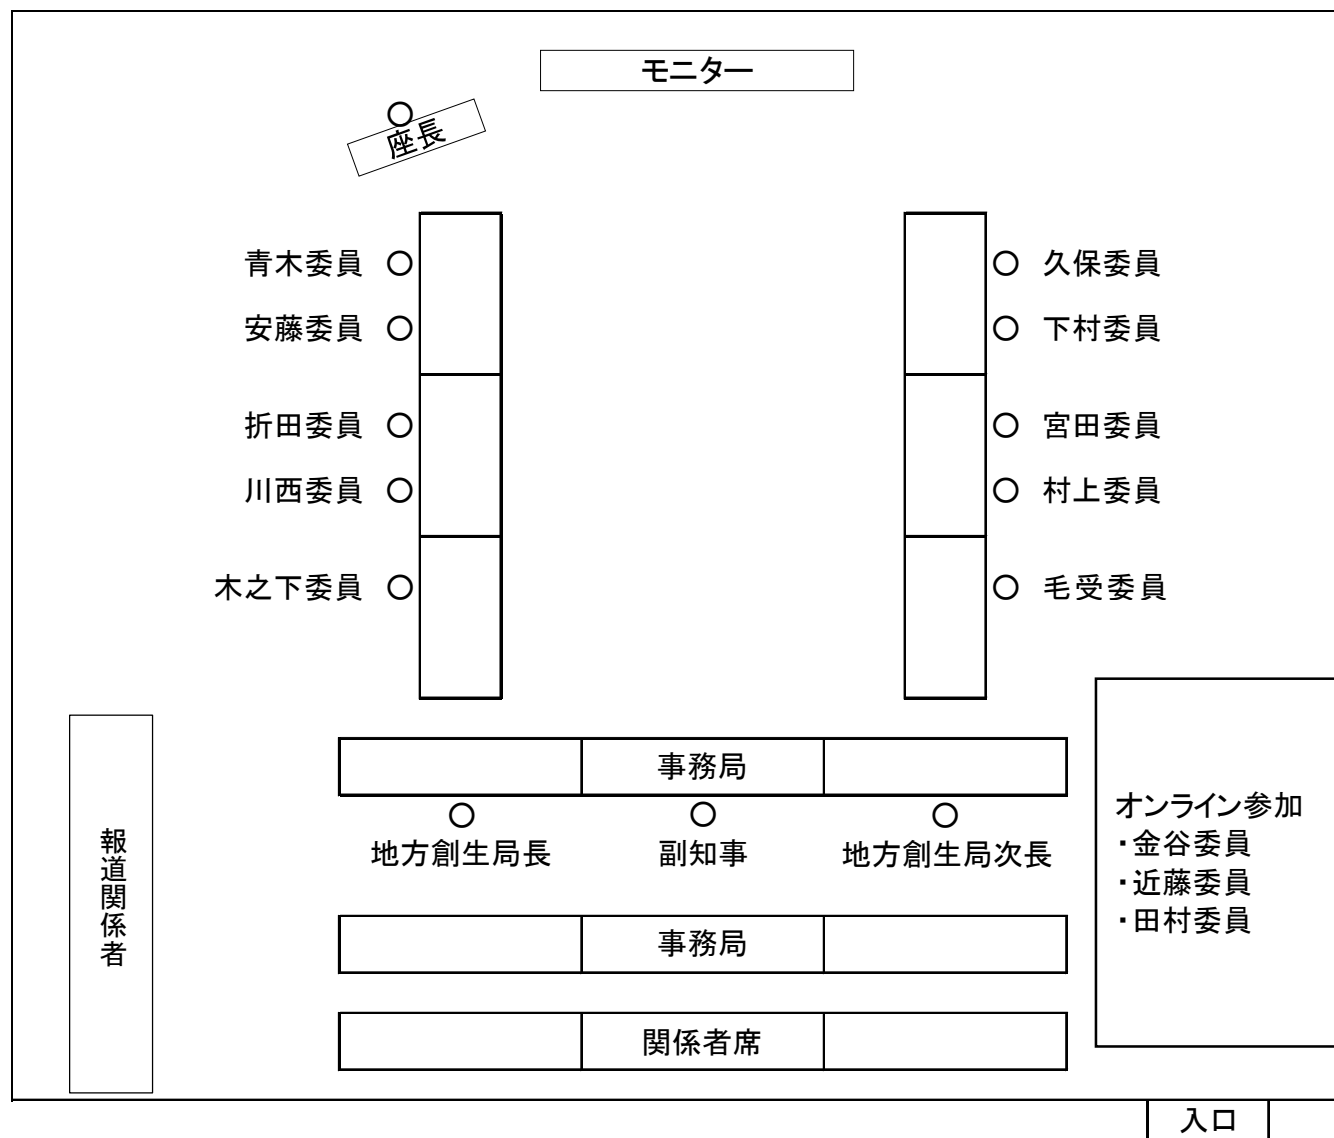 モニター
座長
青木委員
久保委員
安藤委員
下村委員
折田委員
宮田委員
川西委員
村上委員
木之下委員
毛受委員
事務局
地方創生局長
副知事
地方創生局次長
オンライン参加
・金谷委員
・近藤委員
・田村委員
報道関係者
事務局
関係者席
入口